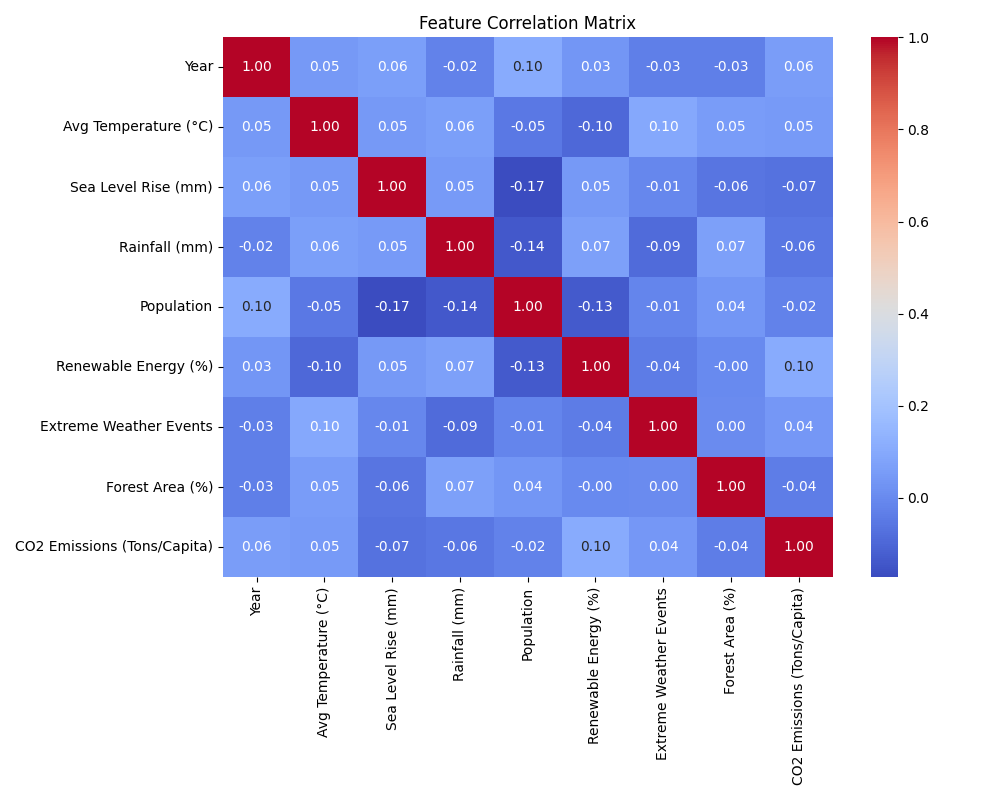 Feature Correlation Matrix
Year 1.00 0.05 0.06 -0.02 0.10 0.03 -0.03 -0.03 0.06
Avg Temperature (°C) 0.05 1.00 0.05 0.06 -0.05 -0.10 0.10 0.05 0.05
Sea Level Rise (mm) 0.06 0.05 1.00 0.05 -0.17 0.05 -0.01 -0.06 -0.07
Rainfall (mm) -0.02 0.06 0.05 1.00 -0.14 0.07 -0.09 0.07 -0.06
Population 0.10 -0.05 -0.17 -0.14 1.00 -0.13 -0.01 0.04 -0.02
Renewable Energy (%) 0.03 -0.10 0.05 0.07 -0.13 1.00 -0.04 -0.00 0.10
Extreme Weather Events -0.03 0.10 -0.01 -0.09 -0.01 -0.04 1.00 0.00 0.04
Forest Area (%) -0.03 0.05 -0.06 0.07 0.04 -0.00 0.00 1.00 -0.04
CO2 Emissions (Tons/Capita) 0.06 0.05 -0.07 -0.06 -0.02 0.10 0.04 -0.04 1.00
Year
Avg Temperature (°C)
Sea Level Rise (mm)
Rainfall (mm)
Population
Renewable Energy (%)
Extreme Weather Events
Forest Area (%)
CO2 Emissions (Tons/Capita)
1.0
0.8
0.6
0.4
0.2
0.0